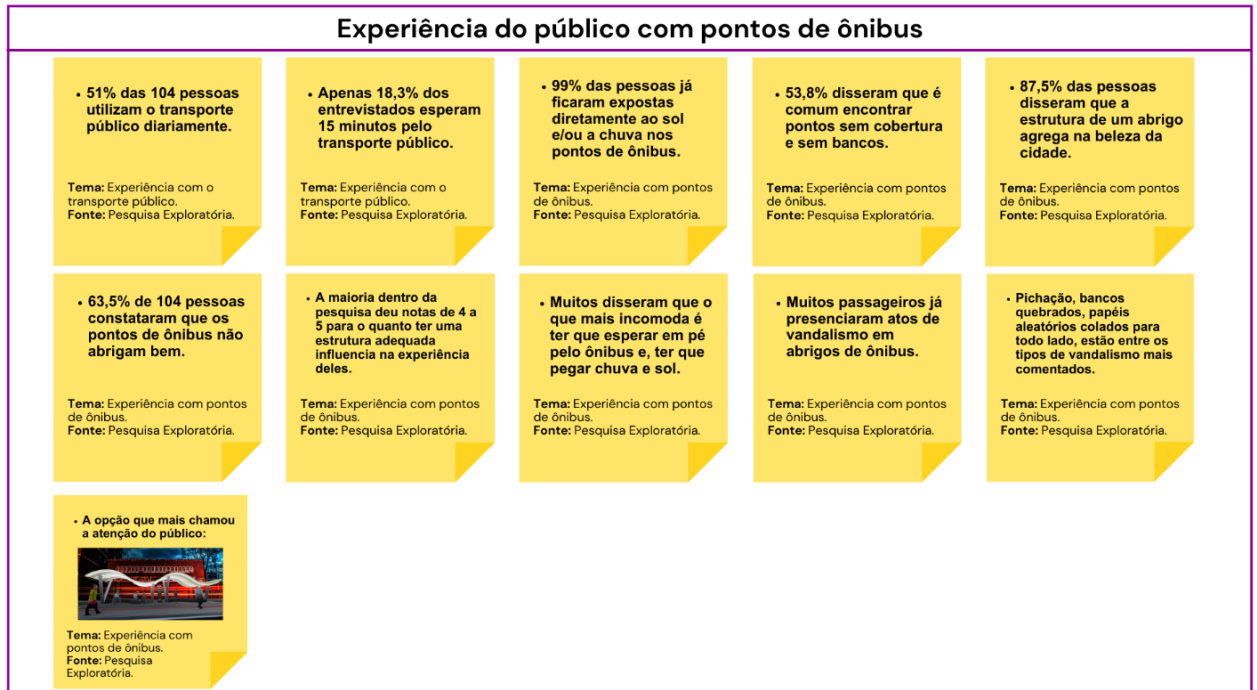 Experiência do público com pontos de ônibus
• 51% das 104 pessoas
utilizam o transporte
público diariamente.
Tema: Experiência com o
transporte público.
Fonte: Pesquisa Exploratória.
• Apenas 18,3% dos
entrevistados esperam
15 minutos pelo
transporte público.
Tema: Experiência com o
transporte público.
Fonte: Pesquisa Exploratória.
• 99% das pessoas já
ficaram expostas
diretamente ao sol
e/ou a chuva nos
pontos de ônibus.
Tema: Experiência com pontos
de ônibus.
Fonte: Pesquisa Exploratória.
• 53,8% disseram que é
comum encontrar
pontos sem cobertura
e sem bancos.
Tema: Experiência com pontos
de ônibus.
Fonte: Pesquisa Exploratória.
• 87,5% das pessoas
disseram que a
estrutura de um abrigo
agrega na beleza da
cidade.
Tema: Experiência com pontos
de ônibus.
Fonte: Pesquisa Exploratória.
• 63,5% de 104 pessoas
constataram que os
pontos de ônibus não
abrigam bem.
Tema: Experiência com pontos
de ônibus.
Fonte: Pesquisa Exploratória.
• A maioria dentro da
pesquisa deu notas de 4 a
5 para o quanto ter uma
estrutura adequada
influencia na experiência
deles.
Tema: Experiência com pontos
de ônibus.
Fonte: Pesquisa Exploratória.
• Muitos disseram que o
que mais incomoda é
ter que esperar em pé
pelo ônibus e, ter que
pegar chuva e sol.
Tema: Experiência com pontos
de ônibus.
Fonte: Pesquisa Exploratória.
• Muitos passageiros já
presenciaram atos de
vandalismo em
abrigos de ônibus.
Tema: Experiência com pontos
de ônibus.
Fonte: Pesquisa Exploratória.
• Pichação, bancos
quebrados, papéis
aleatórios colados para
todo lado, estão entre os
tipos de vandalismo mais
comentados.
Tema: Experiência com pontos
de ônibus.
Fonte: Pesquisa Exploratória.
• A opção que mais chamou
a atenção do público:
Tema: Experiência com
pontos de ônibus.
Fonte: Pesquisa
Exploratória.